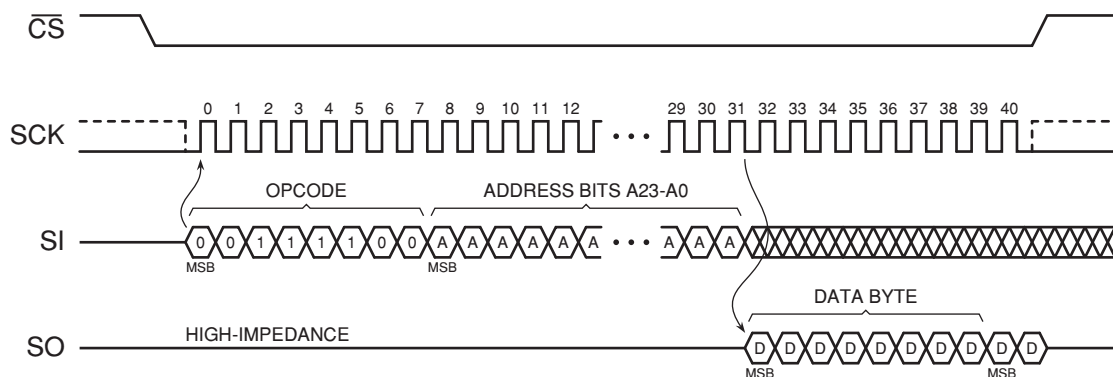 CS
0 1 2 3 4 5 6 7 8 9 10 11 12 29 30 31 32 33 34 35 36 37 38 39 40
SCK
OPCODE ADDRESS BITS A23-A0
SI 0 0 1 1 1 1 0 0 A A A A A A A A A
MSB MSB
DATA BYTE
HIGH-IMPEDANCE
SO D D D D D D D D D D
MSB MSB